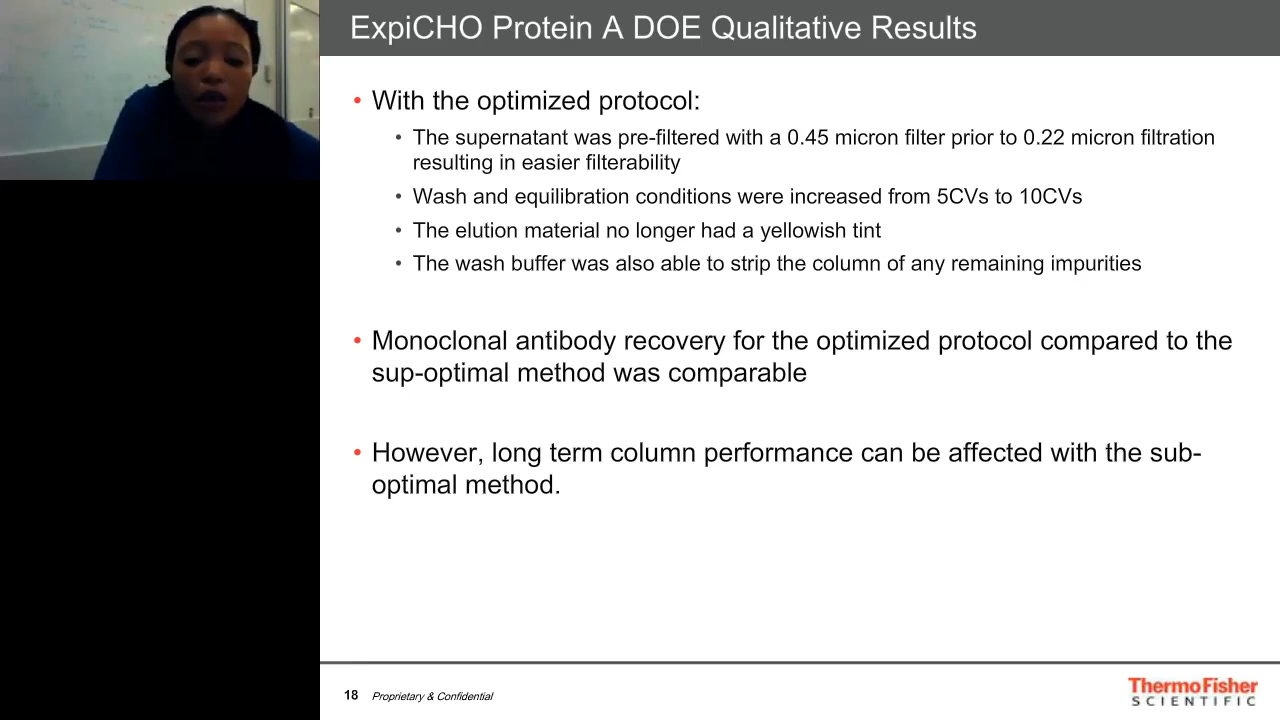 ExpiCHO Protein A DOE Qualitative Results
• With the optimized protocol:
• The supernatant was pre-filtered with a 0.45 micron filter prior to 0.22 micron filtration
resulting in easier filterability
• Wash and equilibration conditions were increased from 5CVs to 10CVs
• The elution material no longer had a yellowish tint
• The wash buffer was also able to strip the column of any remaining impurities
• Monoclonal antibody recovery for the optimized protocol compared to the
sup-optimal method was comparable
• However, long term column performance can be affected with the sub-
optimal method.
18 Proprietary & Confidential
ThermoFisher
SCIENTIFIC